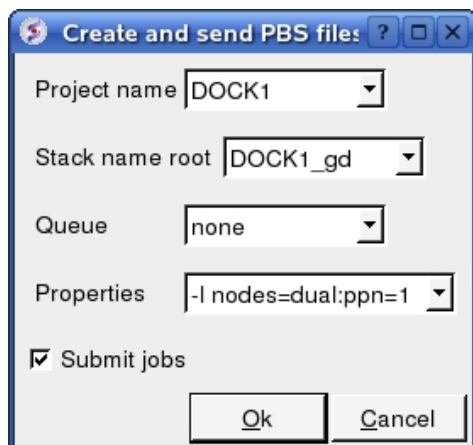 Create and send PBS files ?
Project name DOCK1
Stack name root DOCK1_gd
Queue none
Properties -l nodes=dual:ppn=1
Submit jobs
Ok Cancel